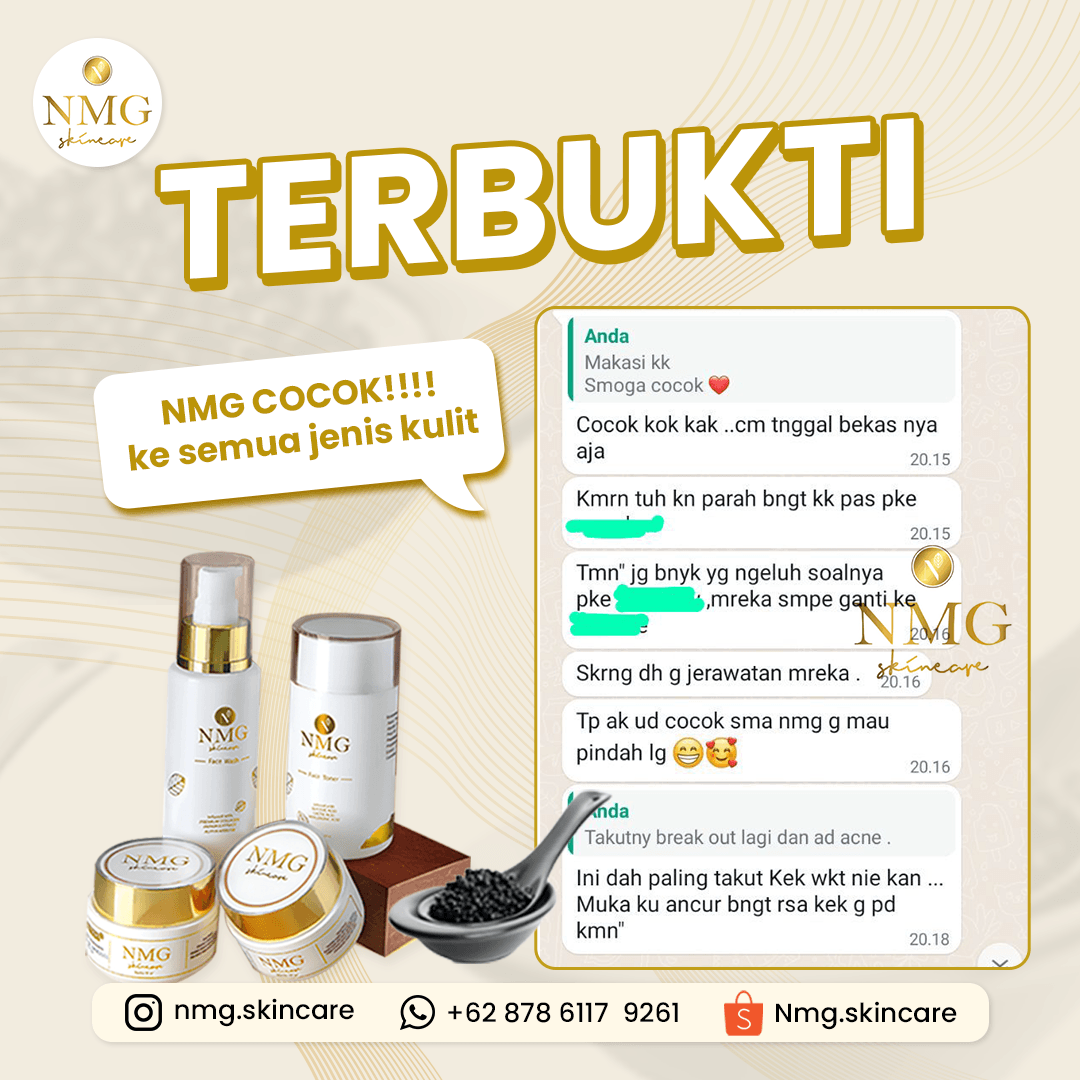 NMG
skincare
TERBUKTI
NMG COCOK!!!!
ke semua jenis kulit
Anda
Makasi kk
Smoga cocok ❤️
Cocok kok kak ..cm tnggal bekas nya
aja
20.15
Kmrn tuh kn parah bngt kk pas pke
20.15
Tmn" jg bnyk yg ngeluh soalnya
pke ,mreka smpe ganti ke
20.16
NMG
skincare
Skrng dh g jerawatan mreka .
20.16
Tp ak ud cocok sma nmg g mau
pindah lg 😁🥰
20.16
Anda
Takutny break out lagi dan ad acne .
Ini dah paling takut Kek wkt nie kan ...
Muka ku ancur bngt rsa kek g pd
kmn"
20.18
NMG
skincare
Face Wash
NMG
skincare
Face Toner
NMG
skincare
NMG
skincare
NMG
skincare
NMG
skincare
nmg.skincare
+62 878 6117 9261
Nmg.skincare